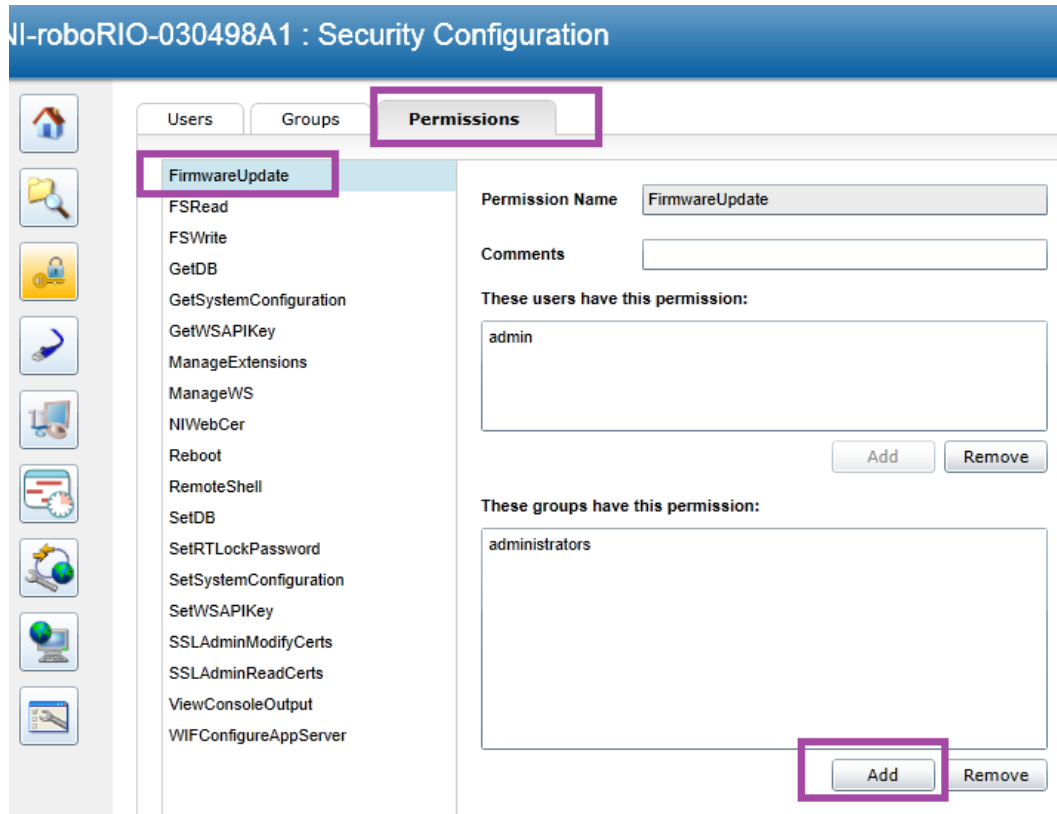 NI-roboRIO-030498A1 : Security Configuration
Users Groups Permissions
FirmwareUpdate
FSRead
FSWrite
GetDB
GetSystemConfiguration
GetWSAPIKey
ManageExtensions
ManageWS
NIWebCer
Reboot
RemoteShell
SetDB
SetRTLockPassword
SetSystemConfiguration
SetWSAPIKey
SSLAdminModifyCerts
SSLAdminReadCerts
ViewConsoleOutput
WIFConfigureAppServer
Permission Name FirmwareUpdate
Comments
These users have this permission:
admin
Add Remove
These groups have this permission:
administrators
Add Remove